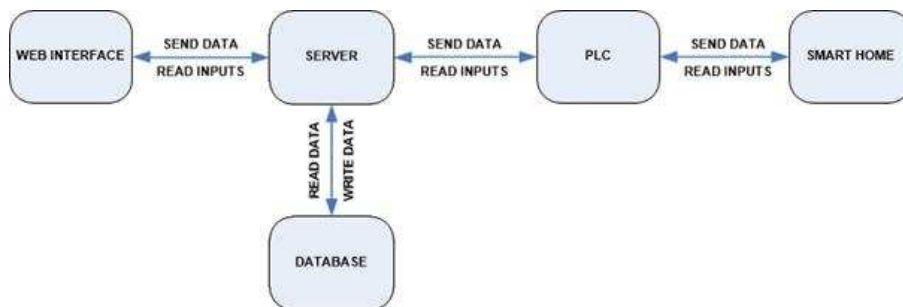 WEB INTERFACE
SEND DATA
READ INPUTS
SERVER
SEND DATA
READ INPUTS
PLC
SEND DATA
READ INPUTS
SMART HOME
READ DATA
WRITE DATA
DATABASE